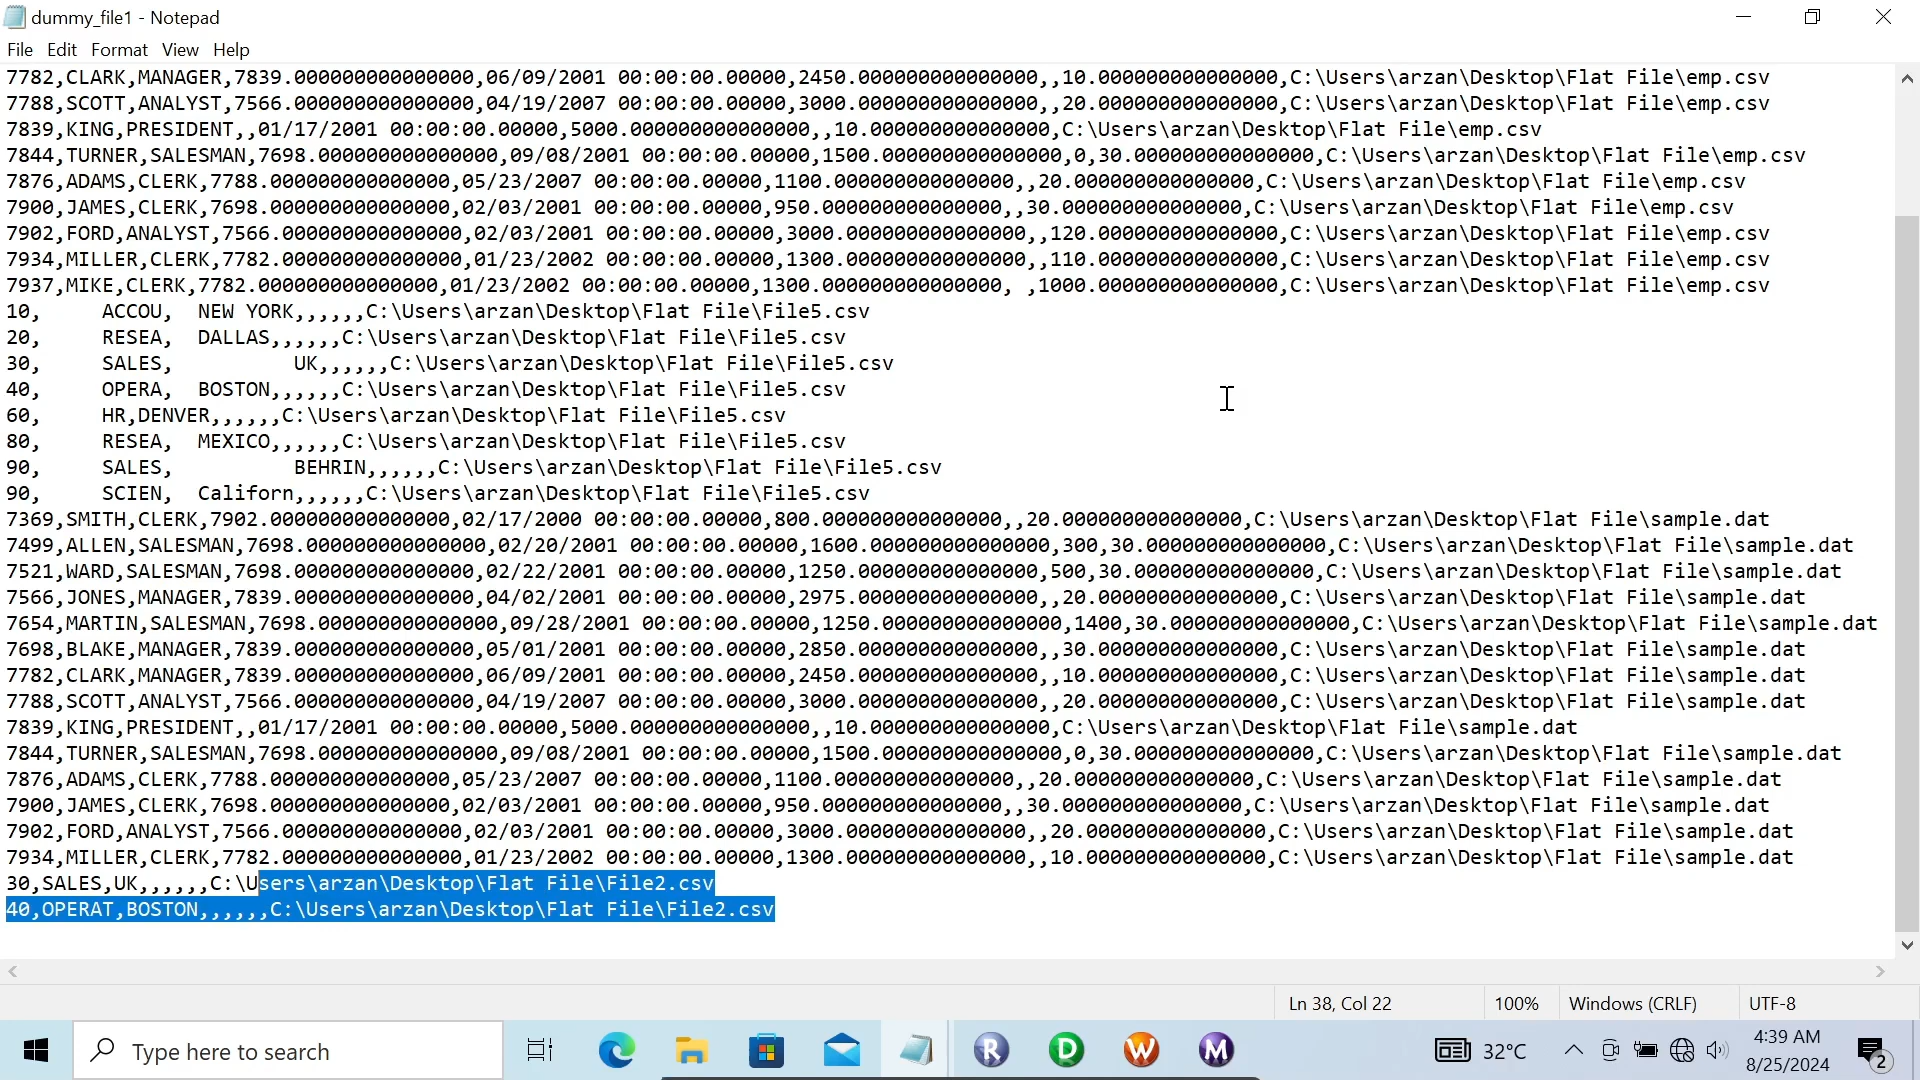 dummy_file1 - Notepad
File Edit Format View Help
7782,CLARK,MANAGER,7839.000000000000000,06/09/2001 00:00:00.00000,2450.000000000000000,,10.000000000000000,C:\Users\arzan\Desktop\Flat File\emp.csv
7788,SCOTT,ANALYST,7566.000000000000000,04/19/2007 00:00:00.00000,3000.000000000000000,,20.000000000000000,C:\Users\arzan\Desktop\Flat File\emp.csv
7839,KING,PRESIDENT,,01/17/2001 00:00:00.00000,5000.000000000000000,,10.000000000000000,C:\Users\arzan\Desktop\Flat File\emp.csv
7844,TURNER,SALESMAN,7698.000000000000000,09/08/2001 00:00:00.00000,1500.000000000000000,0,30.000000000000000,C:\Users\arzan\Desktop\Flat File\emp.csv
7876,ADAMS,CLERK,7788.000000000000000,05/23/2007 00:00:00.00000,1100.000000000000000,,20.000000000000000,C:\Users\arzan\Desktop\Flat File\emp.csv
7900,JAMES,CLERK,7698.000000000000000,02/03/2001 00:00:00.00000,950.000000000000000,,30.000000000000000,C:\Users\arzan\Desktop\Flat File\emp.csv
7902,FORD,ANALYST,7566.000000000000000,02/03/2001 00:00:00.00000,3000.000000000000000,,120.000000000000000,C:\Users\arzan\Desktop\Flat File\emp.csv
7934,MILLER,CLERK,7782.000000000000000,01/23/2002 00:00:00.00000,1300.000000000000000,,110.000000000000000,C:\Users\arzan\Desktop\Flat File\emp.csv
7937,MIKE,CLERK,7782.000000000000000,01/23/2002 00:00:00.00000,1300.000000000000000, ,1000.000000000000000,C:\Users\arzan\Desktop\Flat File\emp.csv
10, ACCOU, NEW YORK,,,,,,C:\Users\arzan\Desktop\Flat File\File5.csv
20, RESEA, DALLAS,,,,,,C:\Users\arzan\Desktop\Flat File\File5.csv
30, SALES, UK,,,,,,C:\Users\arzan\Desktop\Flat File\File5.csv
40, OPERA, BOSTON,,,,,,C:\Users\arzan\Desktop\Flat File\File5.csv
60, HR,DENVER,,,,,,C:\Users\arzan\Desktop\Flat File\File5.csv
80, RESEA, MEXICO,,,,,,C:\Users\arzan\Desktop\Flat File\File5.csv
90, SALES, BEHRIN,,,,,,C:\Users\arzan\Desktop\Flat File\File5.csv
90, SCIEN, Californ,,,,,,C:\Users\arzan\Desktop\Flat File\File5.csv
7369,SMITH,CLERK,7902.000000000000000,02/17/2000 00:00:00.00000,800.000000000000000,,20.000000000000000,C:\Users\arzan\Desktop\Flat File\sample.dat
7499,ALLEN,SALESMAN,7698.000000000000000,02/20/2001 00:00:00.00000,1600.000000000000000,300,30.000000000000000,C:\Users\arzan\Desktop\Flat File\sample.dat
7521,WARD,SALESMAN,7698.000000000000000,02/22/2001 00:00:00.00000,1250.000000000000000,500,30.000000000000000,C:\Users\arzan\Desktop\Flat File\sample.dat
7566,JONES,MANAGER,7839.000000000000000,04/02/2001 00:00:00.00000,2975.000000000000000,,20.000000000000000,C:\Users\arzan\Desktop\Flat File\sample.dat
7654,MARTIN,SALESMAN,7698.000000000000000,09/28/2001 00:00:00.00000,1250.000000000000000,1400,30.000000000000000,C:\Users\arzan\Desktop\Flat File\sample.dat
7698,BLAKE,MANAGER,7839.000000000000000,05/01/2001 00:00:00.00000,2850.000000000000000,,30.000000000000000,C:\Users\arzan\Desktop\Flat File\sample.dat
7782,CLARK,MANAGER,7839.000000000000000,06/09/2001 00:00:00.00000,2450.000000000000000,,10.000000000000000,C:\Users\arzan\Desktop\Flat File\sample.dat
7788,SCOTT,ANALYST,7566.000000000000000,04/19/2007 00:00:00.00000,3000.000000000000000,,20.000000000000000,C:\Users\arzan\Desktop\Flat File\sample.dat
7839,KING,PRESIDENT,,01/17/2001 00:00:00.00000,5000.000000000000000,,10.000000000000000,C:\Users\arzan\Desktop\Flat File\sample.dat
7844,TURNER,SALESMAN,7698.000000000000000,09/08/2001 00:00:00.00000,1500.000000000000000,0,30.000000000000000,C:\Users\arzan\Desktop\Flat File\sample.dat
7876,ADAMS,CLERK,7788.000000000000000,05/23/2007 00:00:00.00000,1100.000000000000000,,20.000000000000000,C:\Users\arzan\Desktop\Flat File\sample.dat
7900,JAMES,CLERK,7698.000000000000000,02/03/2001 00:00:00.00000,950.000000000000000,,30.000000000000000,C:\Users\arzan\Desktop\Flat File\sample.dat
7902,FORD,ANALYST,7566.000000000000000,02/03/2001 00:00:00.00000,3000.000000000000000,,20.000000000000000,C:\Users\arzan\Desktop\Flat File\sample.dat
7934,MILLER,CLERK,7782.000000000000000,01/23/2002 00:00:00.00000,1300.000000000000000,,10.000000000000000,C:\Users\arzan\Desktop\Flat File\sample.dat
30,SALES,UK,,,,,,C:\Users\arzan\Desktop\Flat File\File2.csv
40,OPERAT,BOSTON,,,,,,C:\Users\arzan\Desktop\Flat File\File2.csv
Ln 38, Col 22 100% Windows (CRLF) UTF-8
Type here to search R D W M 32°C 4:39 AM
8/25/2024 2